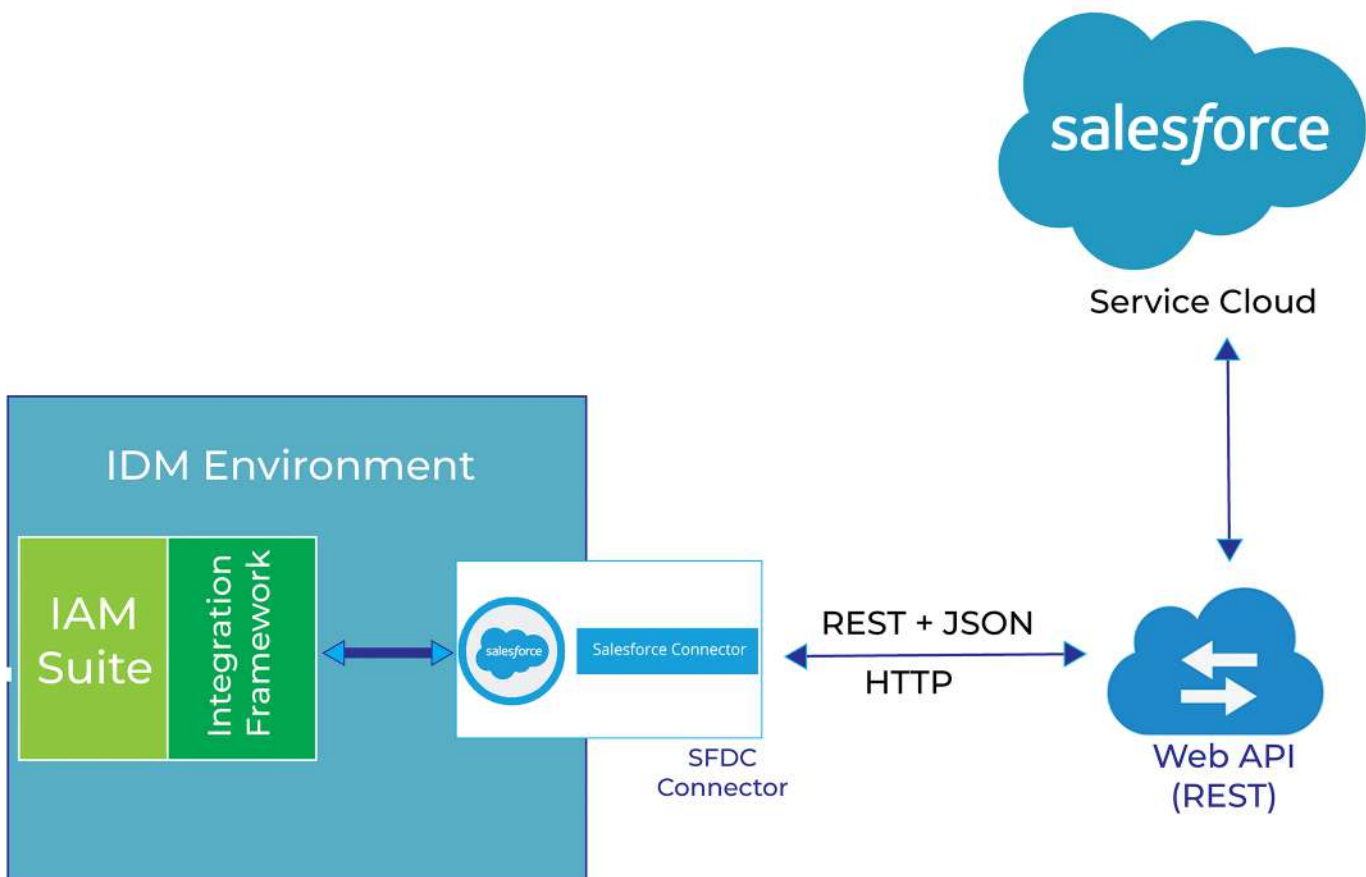 salesforce
Service Cloud
IDM Environment
IAM
Suite
Integration
Framework
salesforce
Salesforce Connector
SFDC
Connector
REST + JSON
HTTP
Web API
(REST)